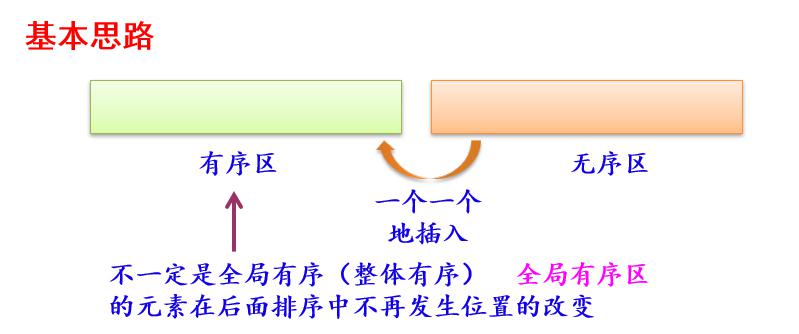 基本思路
有序区
无序区
一个一个
地插入
不一定是全局有序（整体有序） 全局有序区
的元素在后面排序中不再发生位置的改变